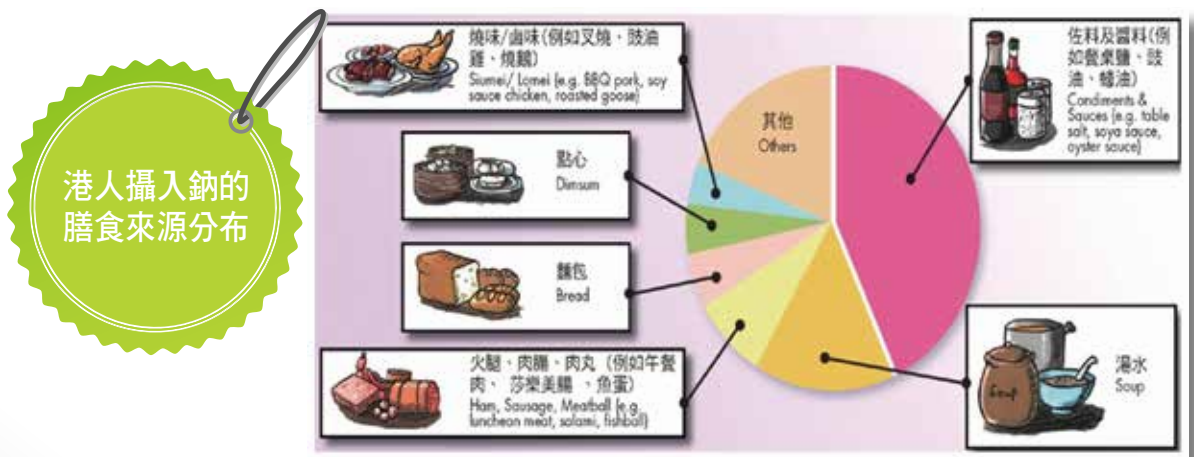 港人攝入鈉的
膳食來源分布
燒味/鹵味(例如叉燒、豉油
雞、燒鵝)
Siumei/ Lomei (e.g. BBQ pork, soy
sauce chicken, roasted goose)
點心
Dimsum
麵包
Bread
火腿、肉腸、肉丸 (例如午餐
肉、 莎樂美腸 、魚蛋)
Ham, Sausage, Meatball (e.g.
luncheon meat, salami, fishball)
其他
Others
佐料及醬料(例
如餐桌鹽、豉
油、蠔油)
Condiments &
Sauces (e.g. table
salt, soya sauce,
oyster sauce)
湯水
Soup
Soup